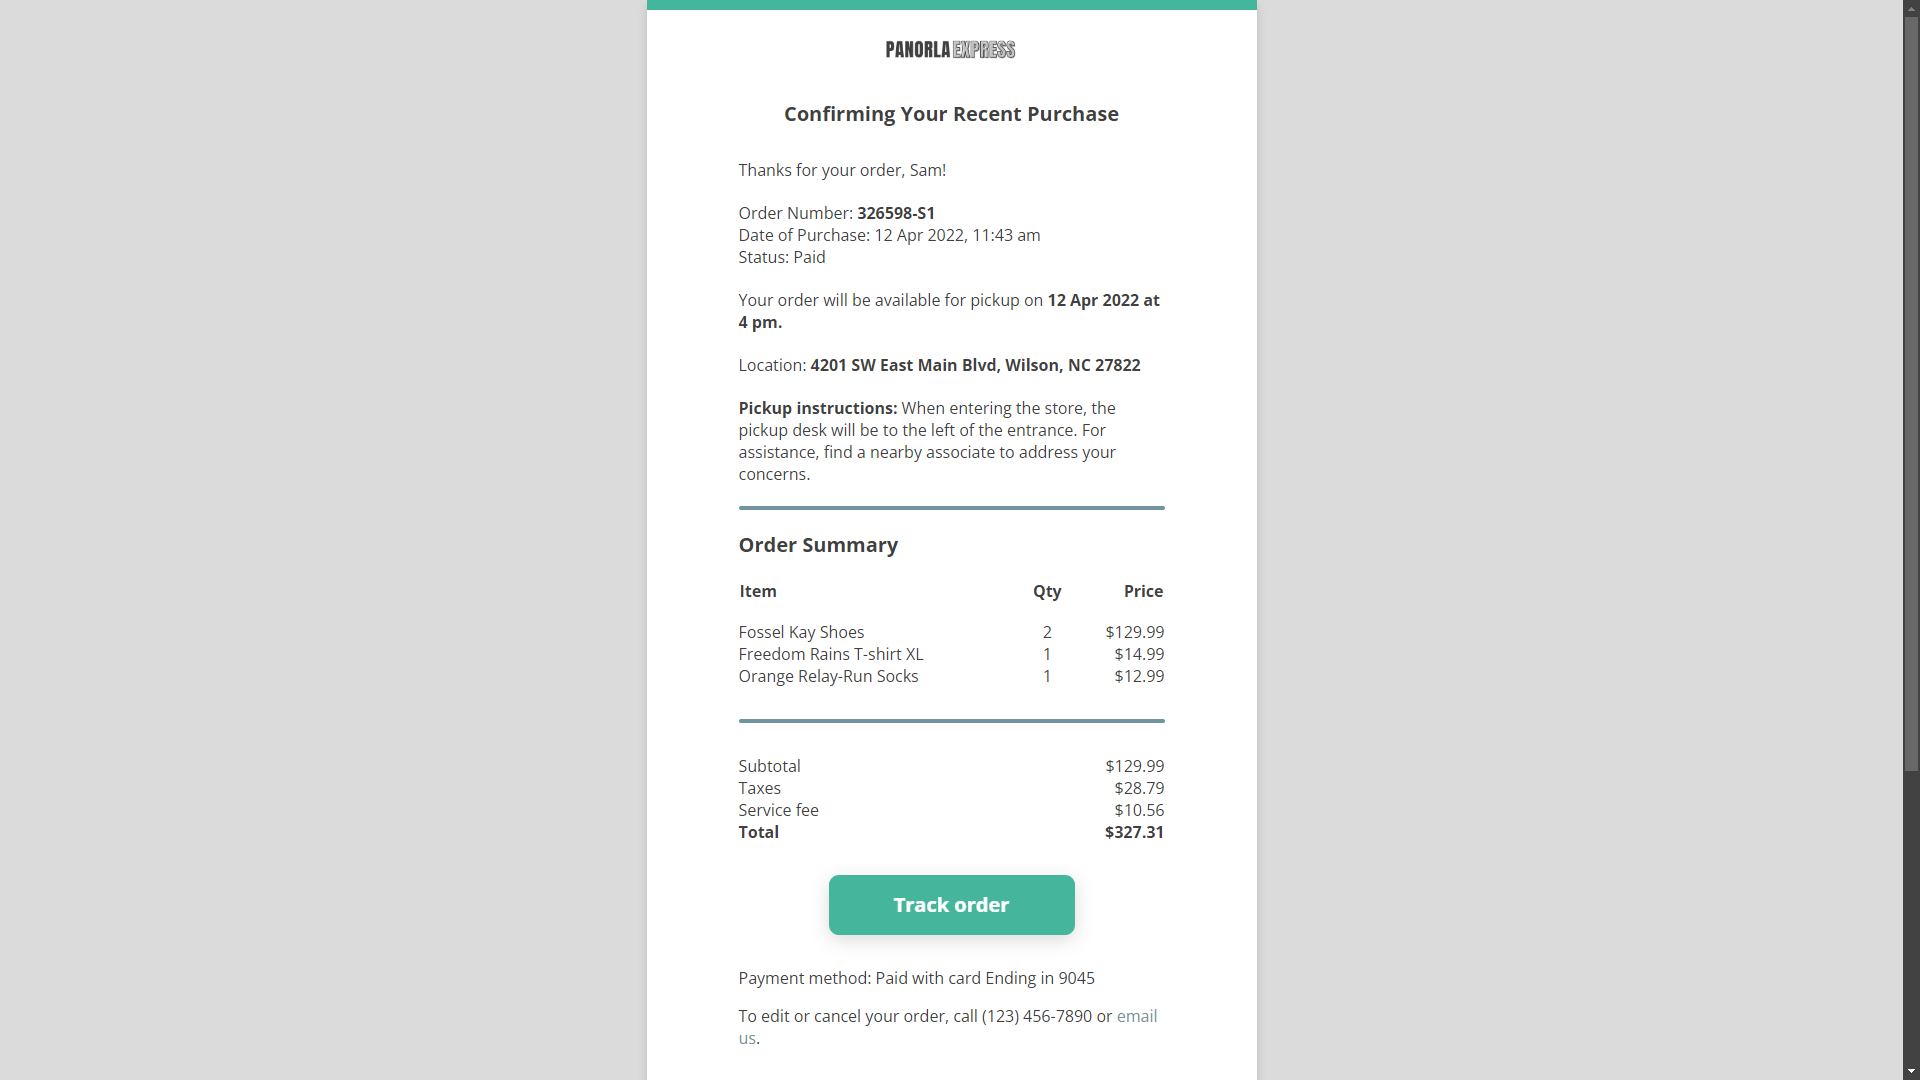 PANORLA EXPRESS
Confirming Your Recent Purchase
Thanks for your order, Sam!
Order Number: 326598-S1
Date of Purchase: 12 Apr 2022, 11:43 am
Status: Paid
Your order will be available for pickup on 12 Apr 2022 at
4 pm.
Location: 4201 SW East Main Blvd, Wilson, NC 27822
Pickup instructions: When entering the store, the
pickup desk will be to the left of the entrance. For
assistance, find a nearby associate to address your
concerns.
Order Summary
Item Qty Price
Fossel Kay Shoes 2 $129.99
Freedom Rains T-shirt XL 1 $14.99
Orange Relay-Run Socks 1 $12.99
Subtotal $129.99
Taxes $28.79
Service fee $10.56
Total $327.31
Track order
Payment method: Paid with card Ending in 9045
To edit or cancel your order, call (123) 456-7890 or email
us.